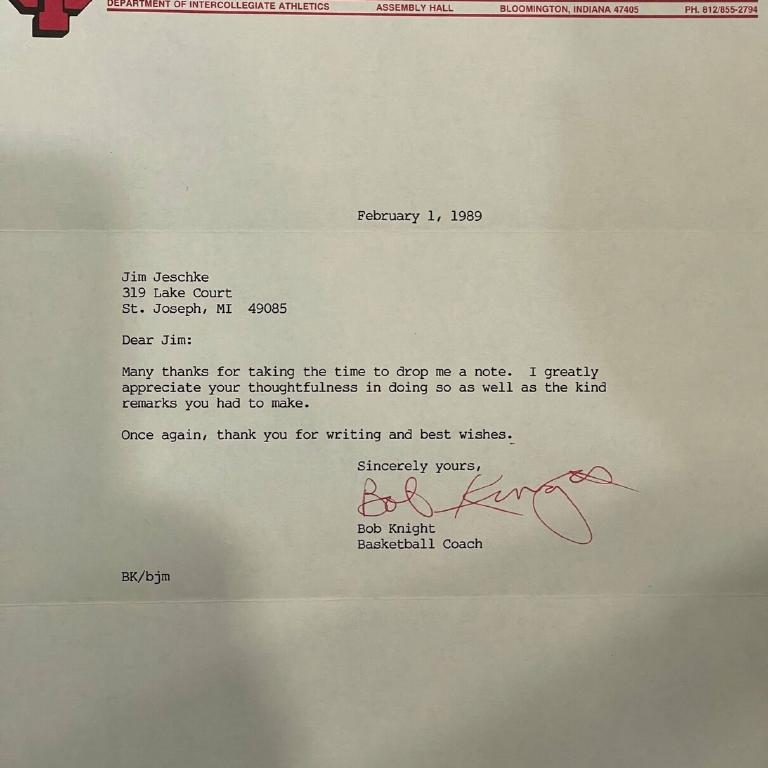 DEPARTMENT OF INTERCOLLEGIATE ATHLETICS ASSEMBLY HALL BLOOMINGTON, INDIANA 47405 PH. 812/855-2794
February 1, 1989
Jim Jeschke
319 Lake Court
St. Joseph, MI 49085
Dear Jim:
Many thanks for taking the time to drop me a note. I greatly
appreciate your thoughtfulness in doing so as well as the kind
remarks you had to make.
Once again, thank you for writing and best wishes.
Sincerely yours,
Bob Knight
Bob Knight
Basketball Coach
BK/bjm